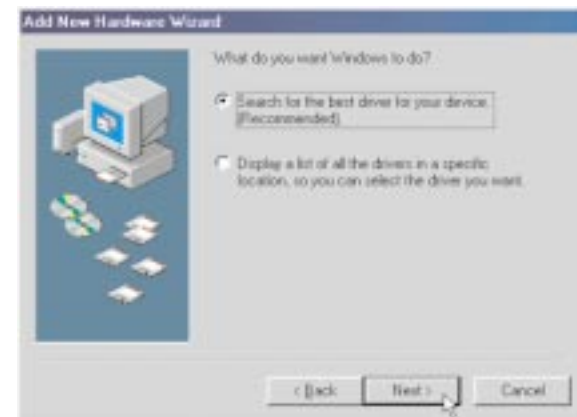 Add New Hardware Wizard
What do you want Windows to do?
Search for the best driver for your device.
(Recommended).
Display a list of all the drivers in a specific
location, so you can select the driver you want.
< Back
Next >
Cancel